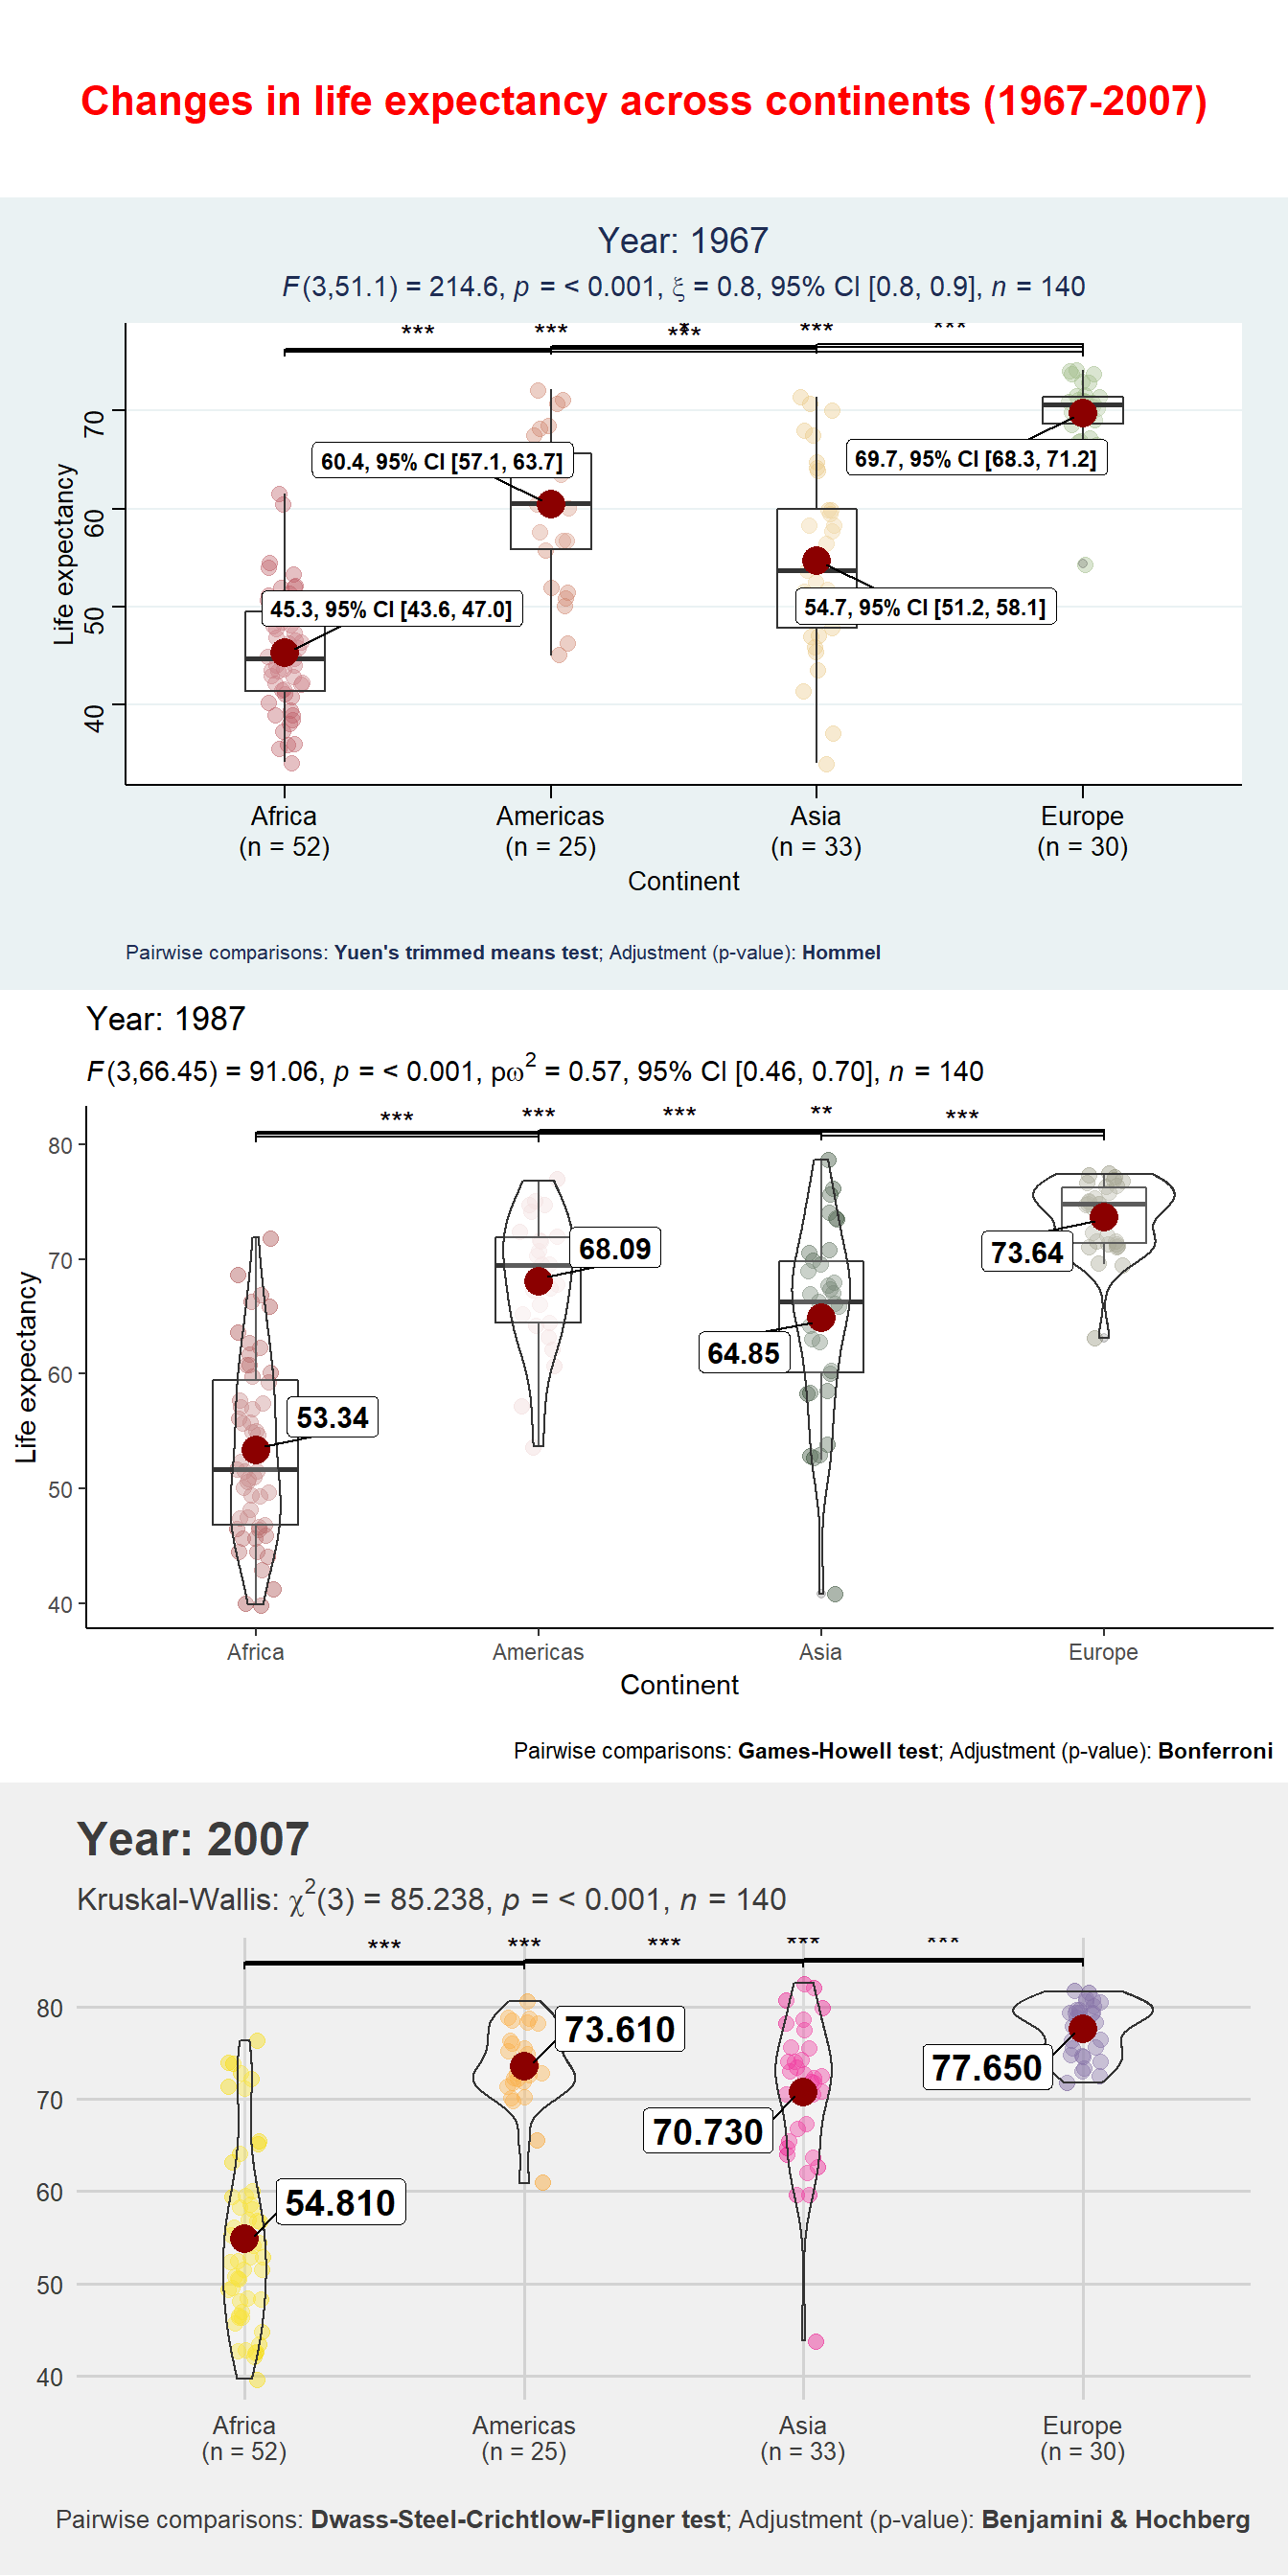 Changes in life expectancy across continents (1967-2007)
Year: 1967
F(3,51.1) = 214.6, p = < 0.001, ξ = 0.8, 95% CI [0.8, 0.9], n = 140
*** *** *** *** ***
70
60
50
40
Life expectancy
60.4, 95% CI [57.1, 63.7]
69.7, 95% CI [68.3, 71.2]
45.3, 95% CI [43.6, 47.0]
54.7, 95% CI [51.2, 58.1]
Africa Americas Asia Europe
(n = 52) (n = 25) (n = 33) (n = 30)
Continent
Pairwise comparisons: Yuen's trimmed means test; Adjustment (p-value): Hommel
Year: 1987
F(3,66.45) = 91.06, p = < 0.001, pω² = 0.57, 95% CI [0.46, 0.70], n = 140
*** *** *** ** ***
80
70
60
50
40
Life expectancy
68.09
73.64
64.85
53.34
Africa Americas Asia Europe
Continent
Pairwise comparisons: Games-Howell test; Adjustment (p-value): Bonferroni
Year: 2007
Kruskal-Wallis: χ²(3) = 85.238, p = < 0.001, n = 140
*** *** *** *** ***
80
70
60
50
40
73.610
77.650
70.730
54.810
Africa Americas Asia Europe
(n = 52) (n = 25) (n = 33) (n = 30)
Pairwise comparisons: Dwass-Steel-Crichtlow-Fligner test; Adjustment (p-value): Benjamini & Hochberg